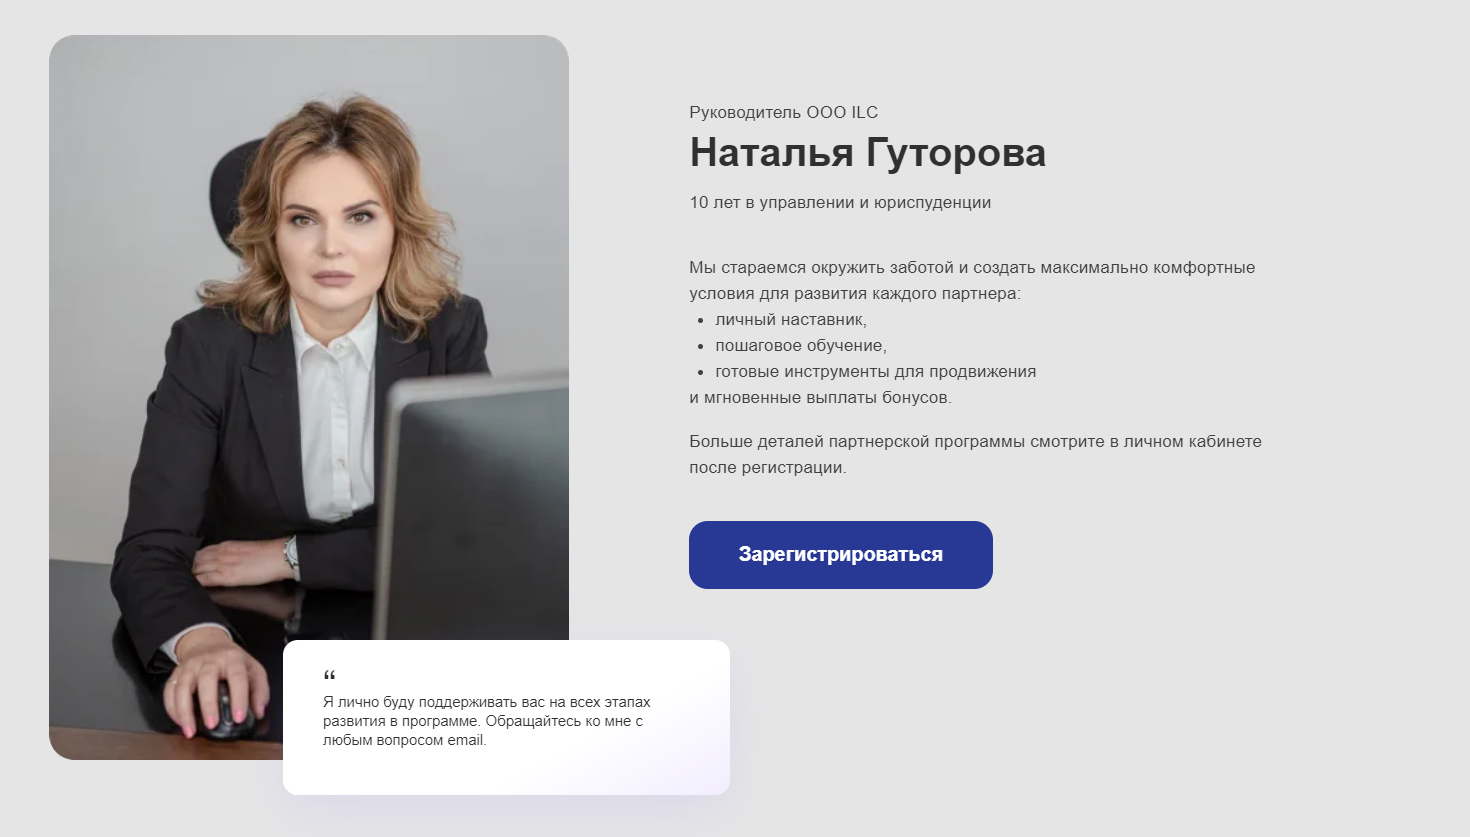 Руководитель ООО ILC
Наталья Гуторова
10 лет в управлении и юриспуденции
Мы стараемся окружить заботой и создать максимально комфортные
условия для развития каждого партнера:
• личный наставник,
• пошаговое обучение,
• готовые инструменты для продвижения
и мгновенные выплаты бонусов.
Больше деталей партнерской программы смотрите в личном кабинете
после регистрации.
Зарегистрироваться
“
Я лично буду поддерживать вас на всех этапах
развития в программе. Обращайтесь ко мне с
любым вопросом email.